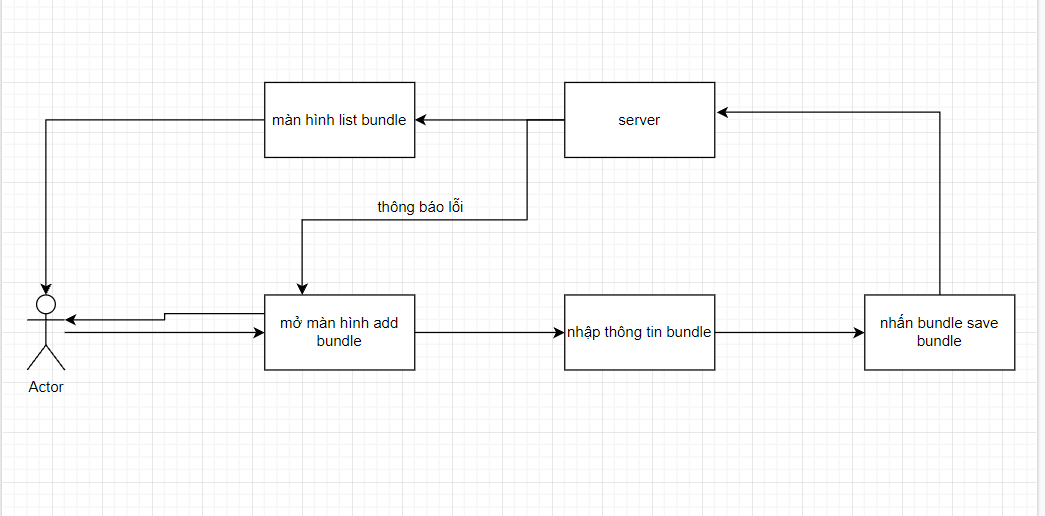 màn hình list bundle
server
thông báo lỗi
mở màn hình add
bundle
nhập thông tin bundle
nhấn bundle save
bundle
Actor